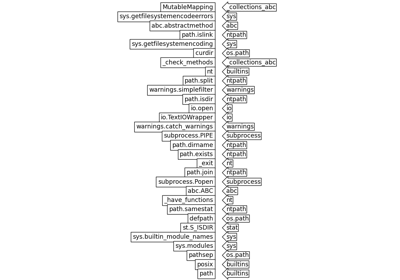 MutableMapping _collections_abc
sys.getfilesystemencodeerrors sys
abc.abstractmethod abc
path.islink ntpath
sys.getfilesystemencoding sys
curdir os.path
_check_methods _collections_abc
nt builtins
path.split ntpath
warnings.simplefilter warnings
path.isdir ntpath
io.open io
io.TextIOWrapper io
warnings.catch_warnings warnings
subprocess.PIPE subprocess
path.dirname ntpath
path.exists ntpath
_exit nt
path.join ntpath
subprocess.Popen subprocess
abc.ABC abc
_have_functions nt
path.samestat ntpath
defpath os.path
st.S_ISDIR stat
sys.builtin_module_names sys
sys.modules sys
pathsep os.path
posix builtins
path builtins